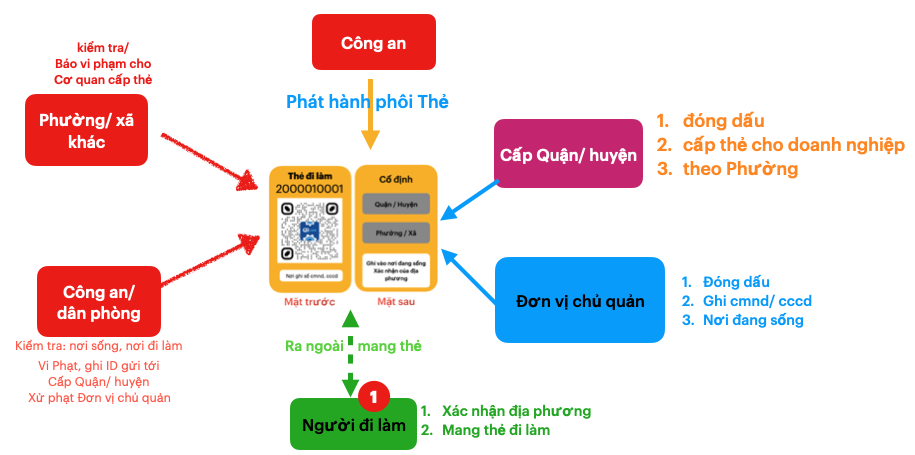 Công an
Phát hành phôi Thẻ
kiểm tra/
Báo vi phạm cho
Cơ quan cấp thẻ
Phường/ xã
khác
Cấp Quận/ huyện
1. đóng dấu
2. cấp thẻ cho doanh nghiệp
3. theo Phường
Thẻ đi làm
2000010001
Nơi ghi số cmnd, cccd
Mặt trước
Cố định
Quận / Huyện
Phường / Xã
Ghi vào nơi đang sống
Xác nhận của địa
phương
Mặt sau
Công an/
dân phòng
Kiểm tra: nơi sống, nơi đi làm
Vi Phạt, ghi ID gửi tới
Cấp Quận/ huyện
Xử phạt Đơn vị chủ quản
Đơn vị chủ quản
1. Đóng dấu
2. Ghi cmnd/ cccd
3. Nơi đang sống
Ra ngoài mang thẻ
1
Người đi làm
1. Xác nhận địa phương
2. Mang thẻ đi làm